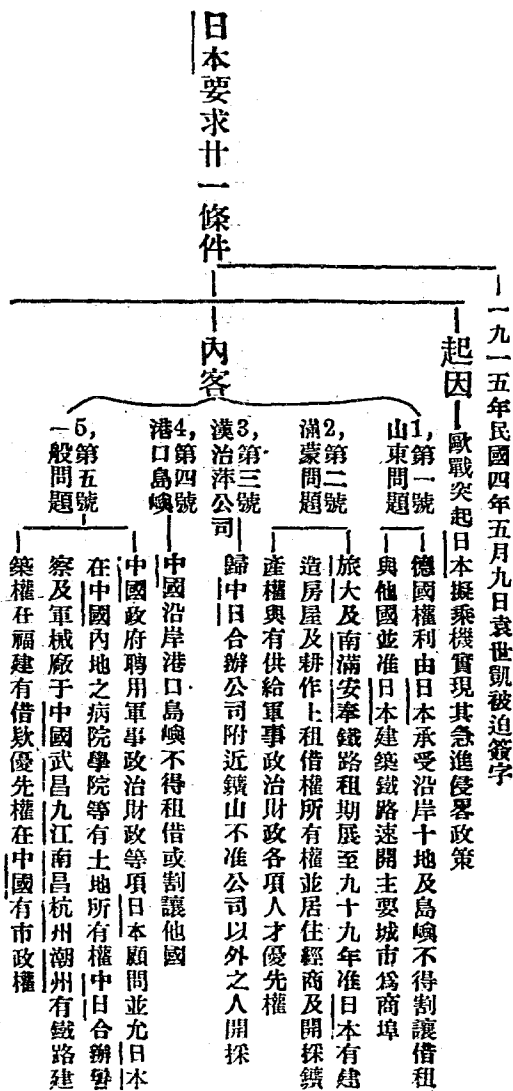 日本要求廿一條件
一九一五年民國四年五月九日袁世凱被迫簽字
起因
歐戰突起日本擬乘機實現其急進侵畧政策
內容
1,第一號
山東問題
德國權利由日本承受沿岸十地及島嶼不得割讓借租
與他國並准日本建築鐵路速開主要城市爲商埠
2,第二號
滿蒙問題
旅大及南滿安奉鐵路租期展至九十九年准日本有建
造房屋及耕作上租借權所有權並居住經商及開採鑛
產權與有供給軍事政治財政各項人才優先權
3,第三號
漢冶萍公司
歸中日合辦公司附近鑛山不准公司以外之人開採
4,第四號
港口島嶼
中國沿岸港口島嶼不得租借或割讓他國
5,第五號
一般問題
中國政府聘用軍事政治財政等項日本顧問並允日本
在中國內地之病院學院等有土地所有權中日合辦警
察及軍械廠于中國武昌九江南昌杭州潮州有鐵路建
築權在福建有借欵優先權在中國有市政權